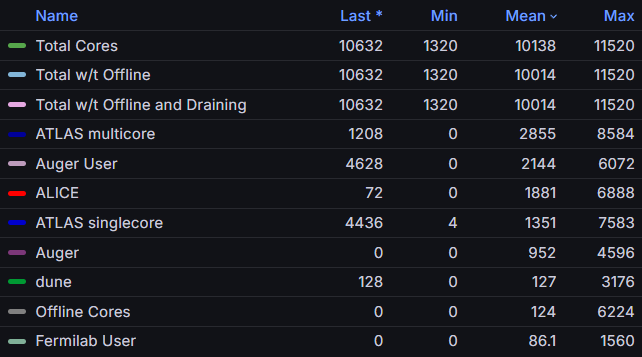 Name Last * Min Mean Max
Total Cores 10632 1320 10138 11520
Total w/t Offline 10632 1320 10014 11520
Total w/t Offline and Draining 10632 1320 10014 11520
ATLAS multicore 1208 0 2855 8584
Auger User 4628 0 2144 6072
ALICE 72 0 1881 6888
ATLAS singlecore 4436 4 1351 7583
Auger 0 0 952 4596
dune 128 0 127 3176
Offline Cores 0 0 124 6224
Fermilab User 0 0 86.1 1560